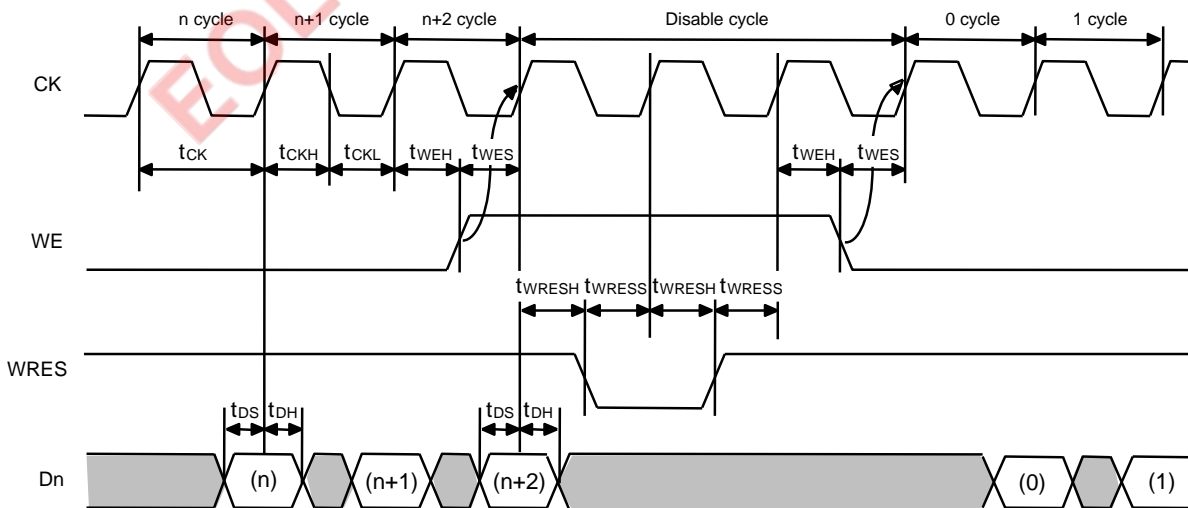 n cycle n+1 cycle n+2 cycle Disable cycle 0 cycle 1 cycle
EOL
CK
tCK tCKH tCKL tWEH tWES tWEH tWES
WE
tWRESH tWRESS tWRESH tWRESS
WRES
tDS tDH tDS tDH
Dn (n) (n+1) (n+2) (0) (1)